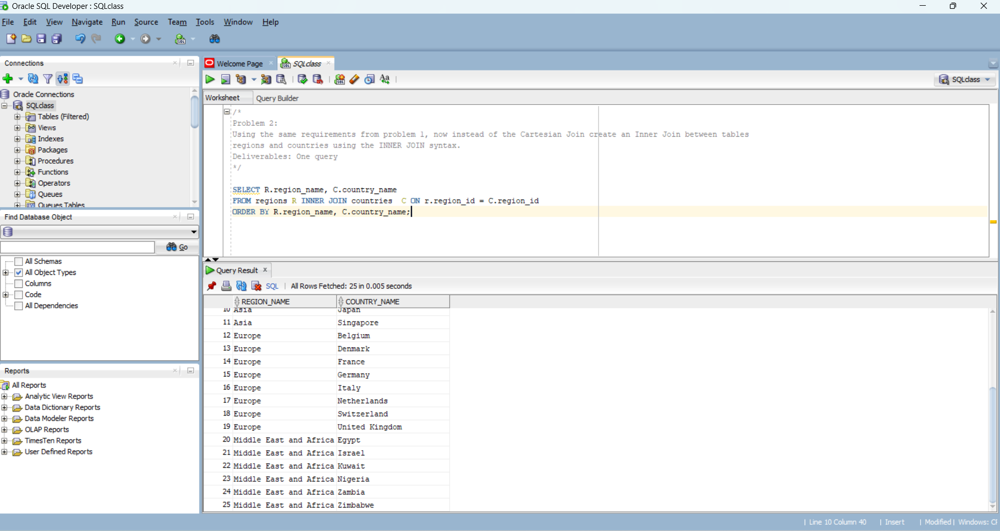 Oracle SQL Developer : SQLclass
File Edit View Navigate Run Source Team Tools Window Help
Connections
Oracle Connections
SQLclass
Tables (Filtered)
Views
Indexes
Packages
Procedures
Functions
Operators
Queues
Queues Tables
Find Database Object
Go
All Schemas
All Object Types
Columns
Code
All Dependencies
Reports
All Reports
Analytic View Reports
Data Dictionary Reports
Data Modeler Reports
OLAP Reports
TimesTen Reports
User Defined Reports
Welcome Page SQLclass
SQLclass
Worksheet Query Builder
/*
Problem 2:
Using the same requirements from problem 1, now instead of the Cartesian Join create an Inner Join between tables
regions and countries using the INNER JOIN syntax.
Deliverables: One query
*/
SELECT R.region_name, C.country_name
FROM regions R INNER JOIN countries  C ON r.region_id = C.region_id
ORDER BY R.region_name, C.country_name;
Query Result
SQL | All Rows Fetched: 25 in 0.005 seconds
REGION_NAME COUNTRY_NAME
10 Asia Japan
11 Asia Singapore
12 Europe Belgium
13 Europe Denmark
14 Europe France
15 Europe Germany
16 Europe Italy
17 Europe Netherlands
18 Europe Switzerland
19 Europe United Kingdom
20 Middle East and Africa Egypt
21 Middle East and Africa Israel
22 Middle East and Africa Kuwait
23 Middle East and Africa Nigeria
24 Middle East and Africa Zambia
25 Middle East and Africa Zimbabwe
| Line 10 Column 40 | Insert | Modified | Windows: